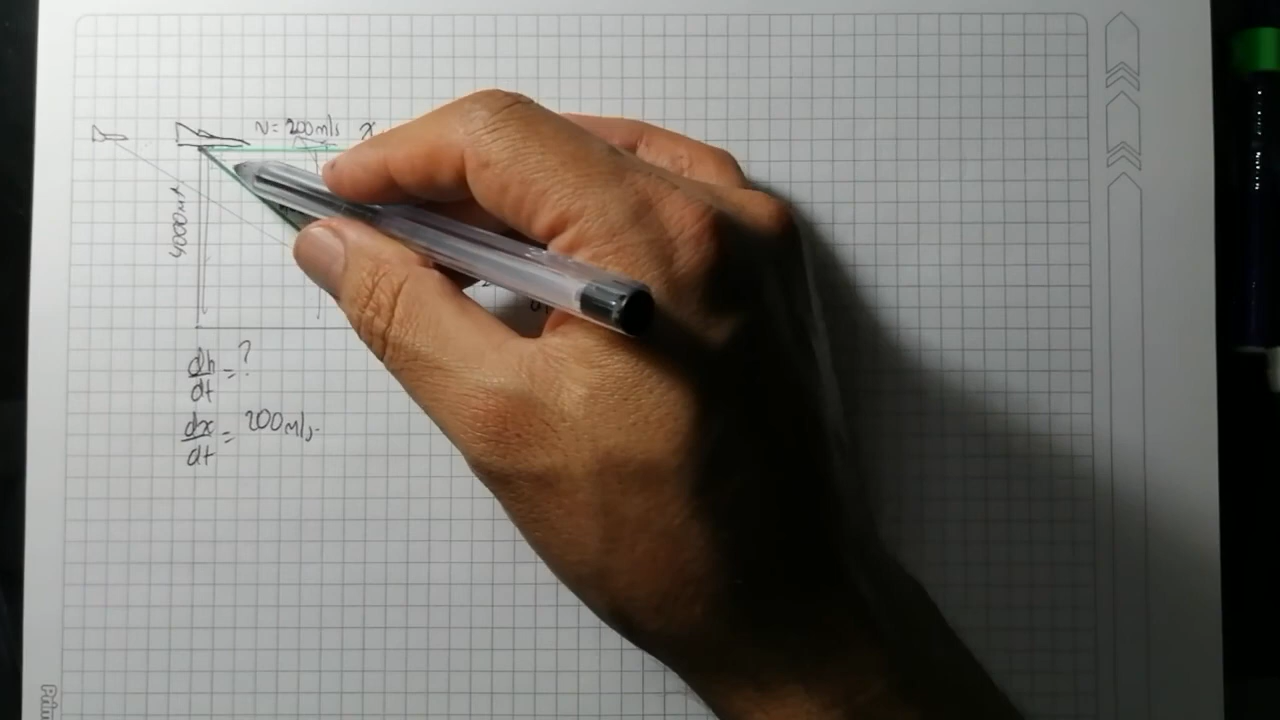 v = 200 m/s x
4000 m
dh/dt = ?
dx/dt = 200 m/s.